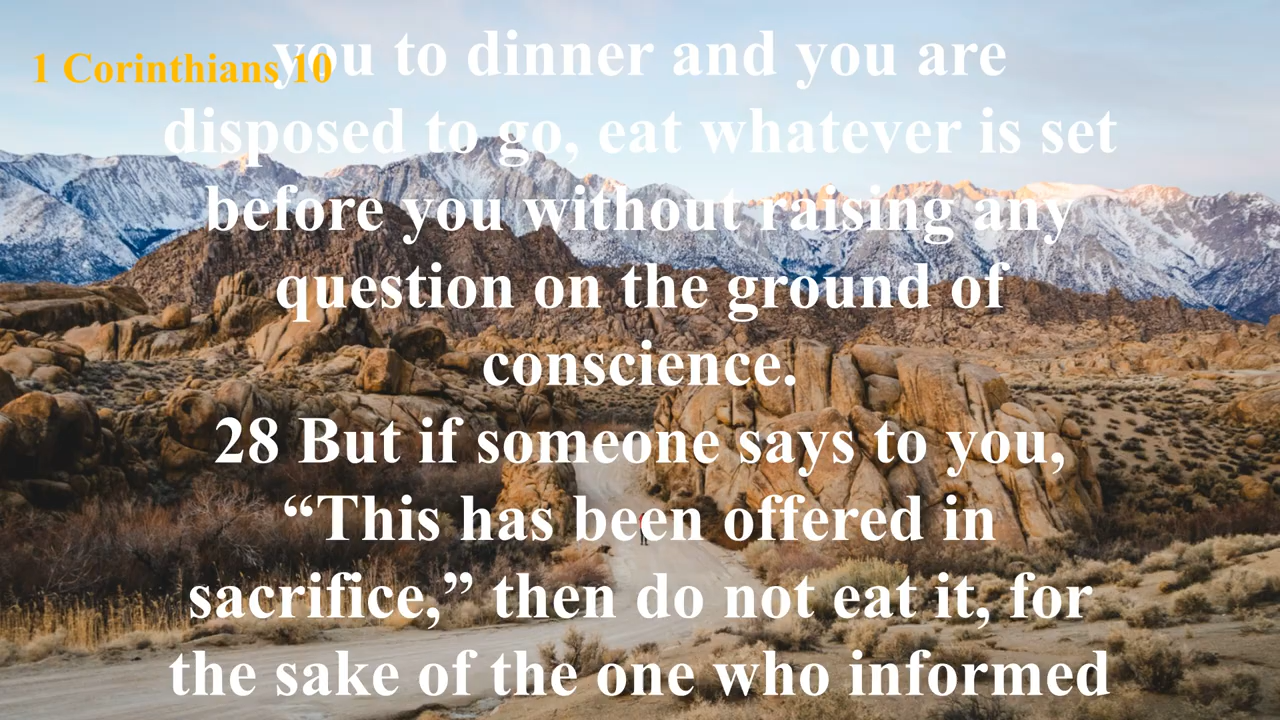 1 Corinthians 10
you to dinner and you are
disposed to go, eat whatever is set
before you without raising any
question on the ground of
conscience.
28 But if someone says to you,
“This has been offered in
sacrifice,” then do not eat it, for
the sake of the one who informed